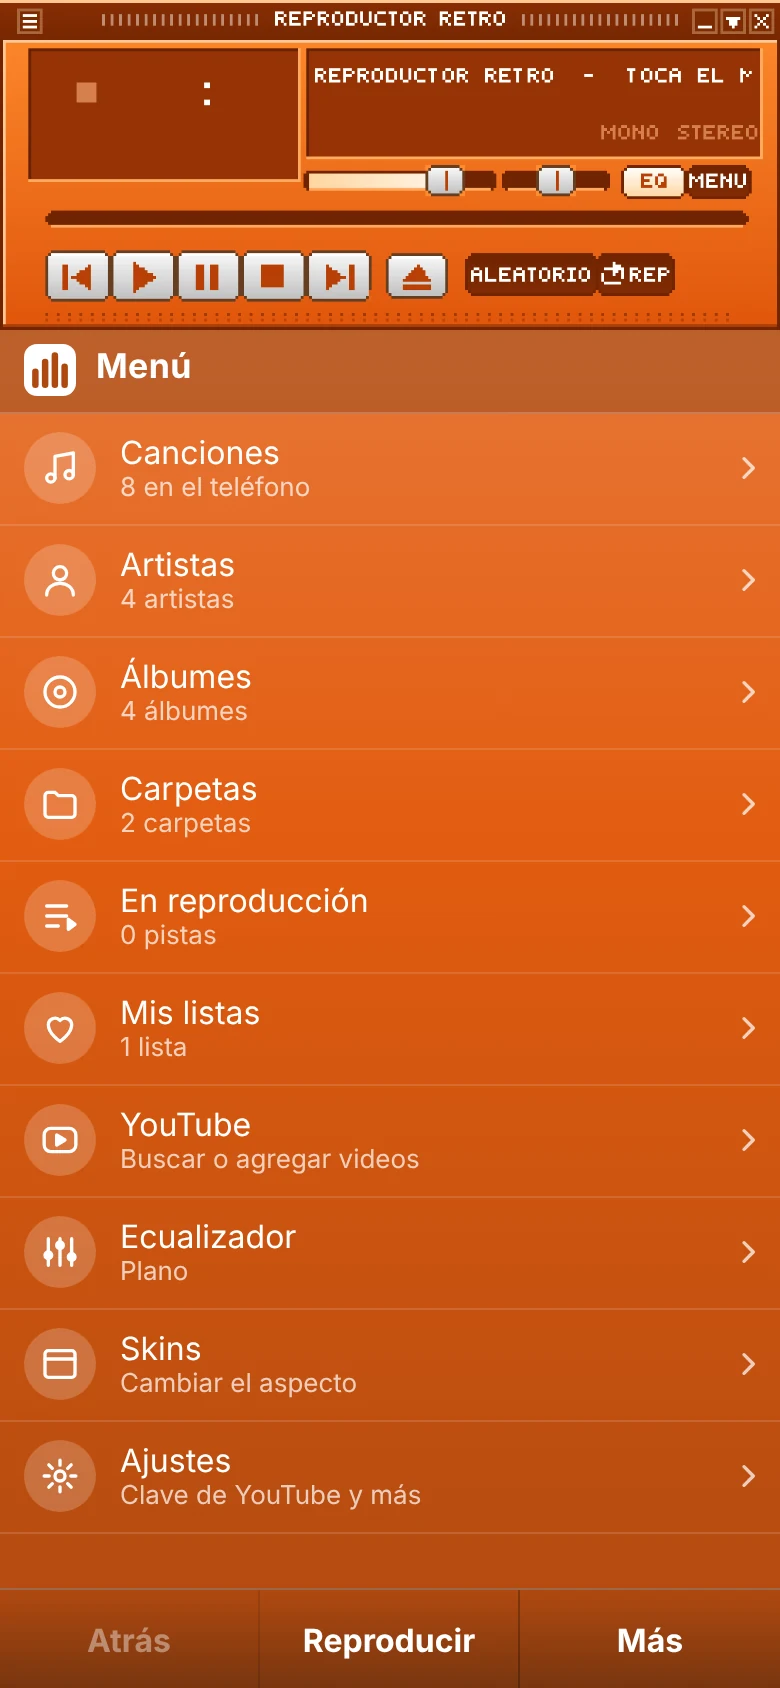 REPRODUCTOR RETRO
REPRODUCTOR RETRO - TOCA EL
MONO STEREO
EQ MENU
ALEATORIO REP
Menú
Canciones
8 en el teléfono
Artistas
4 artistas
Álbumes
4 álbumes
Carpetas
2 carpetas
En reproducción
0 pistas
Mis listas
1 lista
YouTube
Buscar o agregar videos
Ecualizador
Plano
Skins
Cambiar el aspecto
Ajustes
Clave de YouTube y más
Atrás Reproducir Más